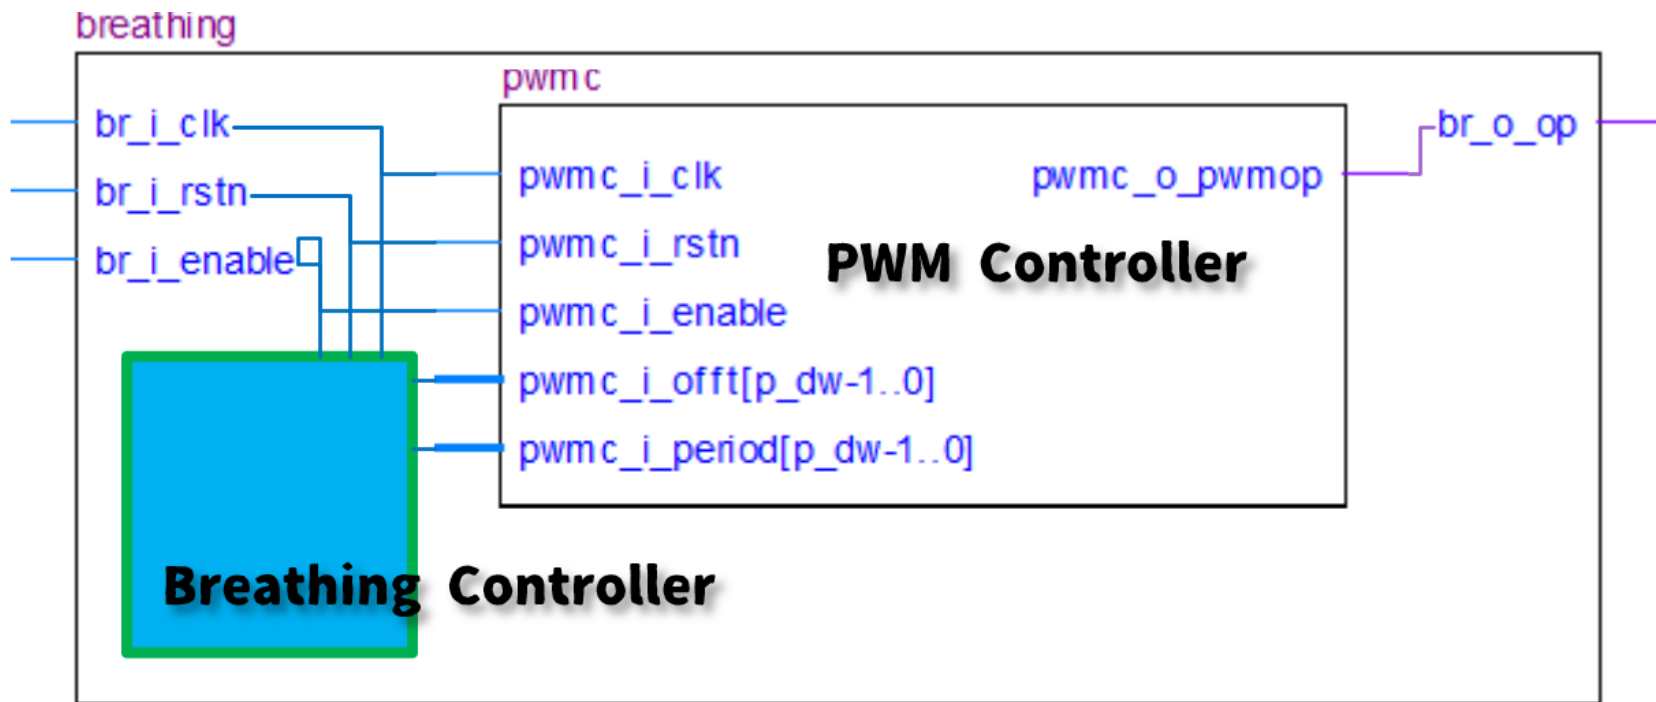 breathing
pwmc
br_i_clk
br_i_rstn
br_i_enable
pwmc_i_clk
pwmc_i_rstn
pwmc_i_enable
pwmc_i_offt[p_dw-1..0]
pwmc_i_period[p_dw-1..0]
pwmc_o_pwmop
br_o_op
PWM Controller
Breathing Controller